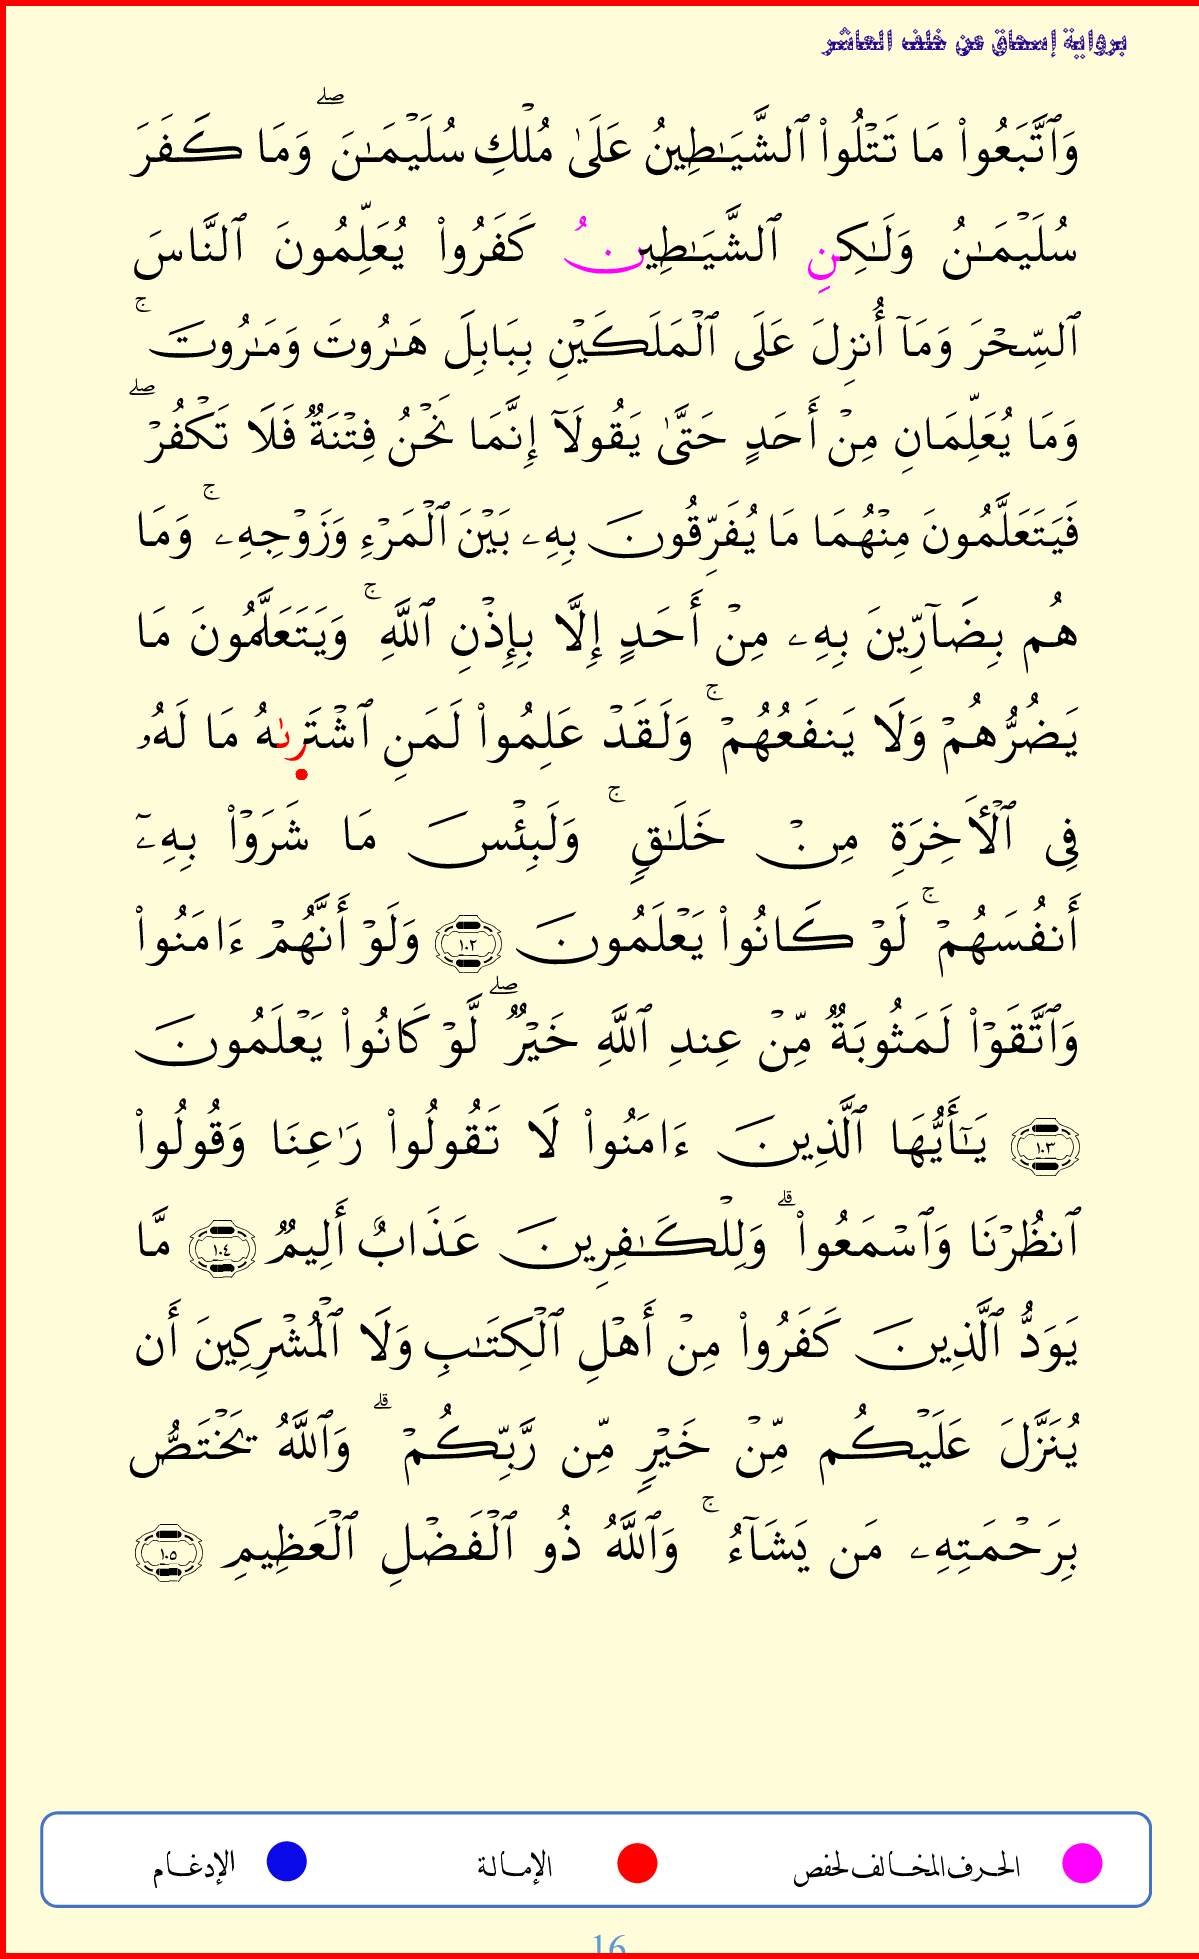 برواية إسحاق عن خلف العاشر
وَٱتَّبَعُوا۟ مَا تَتْلُوا۟ ٱلشَّيَـٰطِينُ عَلَىٰ مُلْكِ سُلَيْمَـٰنَ ۖ وَمَا كَفَرَ
سُلَيْمَـٰنُ وَلَـٰكِنِ ٱلشَّيَـٰطِينُ كَفَرُوا۟ يُعَلِّمُونَ ٱلنَّاسَ
ٱلسِّحْرَ وَمَآ أُنزِلَ عَلَى ٱلْمَلَكَيْنِ بِبَابِلَ هَـٰرُوتَ وَمَـٰرُوتَ ۚ
وَمَا يُعَلِّمَانِ مِنْ أَحَدٍ حَتَّىٰ يَقُولَآ إِنَّمَا نَحْنُ فِتْنَةٌ فَلَا تَكْفُرْ ۖ
فَيَتَعَلَّمُونَ مِنْهُمَا مَا يُفَرِّقُونَ بِهِۦ بَيْنَ ٱلْمَرْءِ وَزَوْجِهِۦ ۚ وَمَا
هُم بِضَآرِّينَ بِهِۦ مِنْ أَحَدٍ إِلَّا بِإِذْنِ ٱللَّهِ ۚ وَيَتَعَلَّمُونَ مَا
يَضُرُّهُمْ وَلَا يَنفَعُهُمْ ۚ وَلَقَدْ عَلِمُوا۟ لَمَنِ ٱشْتَرىٰهُ مَا لَهُۥ
فِى ٱلْأَخِرَةِ مِنْ خَلَـٰقٍ ۚ وَلَبِئْسَ مَا شَرَوْا۟ بِهِۦٓ
أَنفُسَهُمْ ۚ لَوْ كَانُوا۟ يَعْلَمُونَ ١٠٢ وَلَوْ أَنَّهُمْ ءَامَنُوا۟
وَٱتَّقَوْا۟ لَمَثُوبَةٌ مِّنْ عِندِ ٱللَّهِ خَيْرٌ ۖ لَّوْ كَانُوا۟ يَعْلَمُونَ
١٠٣ يَـٰٓأَيُّهَا ٱلَّذِينَ ءَامَنُوا۟ لَا تَقُولُوا۟ رَٰعِنَا وَقُولُوا۟
ٱنظُرْنَا وَٱسْمَعُوا۟ ۗ وَلِلْكَـٰفِرِينَ عَذَابٌ أَلِيمٌ ١٠٤ مَّا
يَوَدُّ ٱلَّذِينَ كَفَرُوا۟ مِنْ أَهْلِ ٱلْكِتَـٰبِ وَلَا ٱلْمُشْرِكِينَ أَن
يُنَزَّلَ عَلَيْكُم مِّنْ خَيْرٍ مِّن رَّبِّكُمْ ۗ وَٱللَّهُ يَخْتَصُّ
بِرَحْمَتِهِۦ مَن يَشَآءُ ۚ وَٱللَّهُ ذُو ٱلْفَضْلِ ٱلْعَظِيمِ ١٠٥
الحرف المخالف لحفص الإمالة الإدغام
16